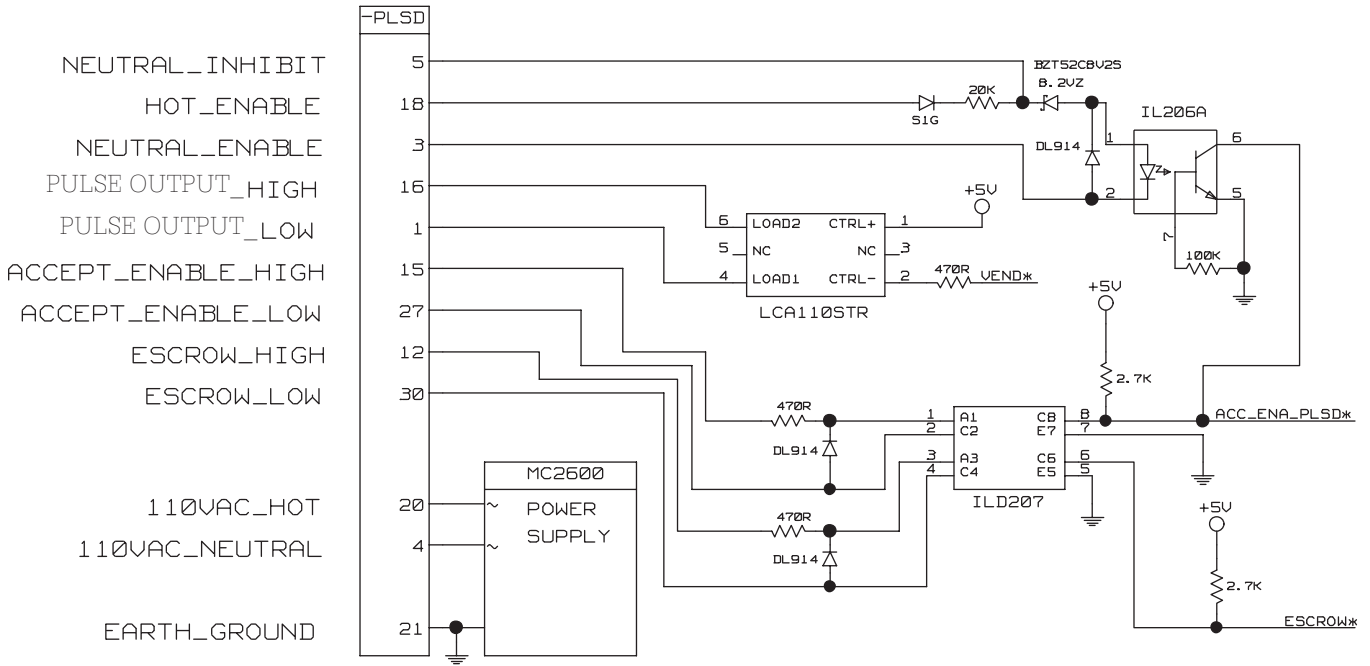 -PLSD
NEUTRAL_INHIBIT 5
HOT_ENABLE 18
NEUTRAL_ENABLE 3
PULSE OUTPUT_HIGH 16
PULSE OUTPUT_LOW 1
ACCEPT_ENABLE_HIGH 15
ACCEPT_ENABLE_LOW 27
ESCROW_HIGH 12
ESCROW_LOW 30
110VAC_HOT 20
110VAC_NEUTRAL 4
EARTH_GROUND 21
MC2600
~ POWER
~ SUPPLY
S1G
20K
BZT52C8V2S
8.2VZ
DL914
IL206A
1
2
6
5
7
100K
+5V
6 LOAD2 CTRL+ 1
5 NC NC 3
4 LOAD1 CTRL- 2
LCA110STR
470R
VEND*
+5V
2.7K
470R
DL914
470R
DL914
1 A1 C8 8
2 C2 E7 7
3 A3 C6 6
4 C4 E5 5
ILD207
ACC_ENA_PLSD*
+5V
2.7K
ESCROW*